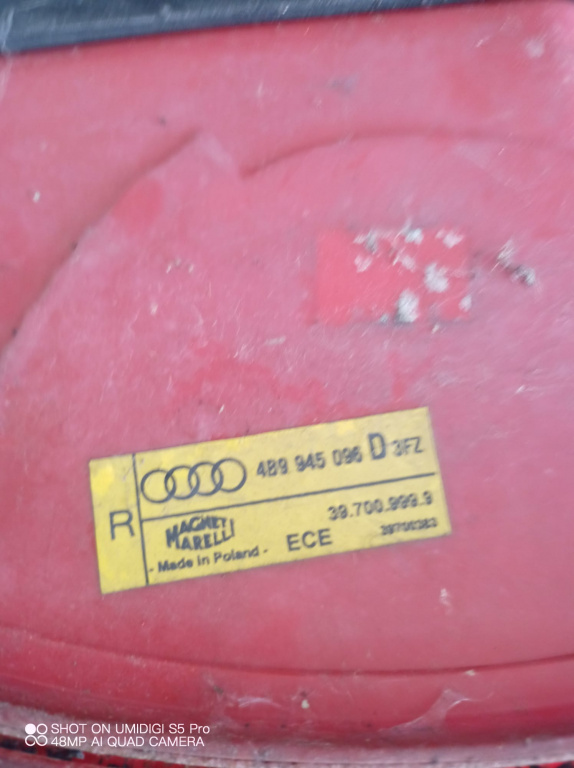 4B9 945 096 D 3FZ
R
39.700.999.9
MAGNETI
MARELLI
ECE
39700383
- Made in Poland -
SHOT ON UMIDIGI S5 Pro
48MP AI QUAD CAMERA